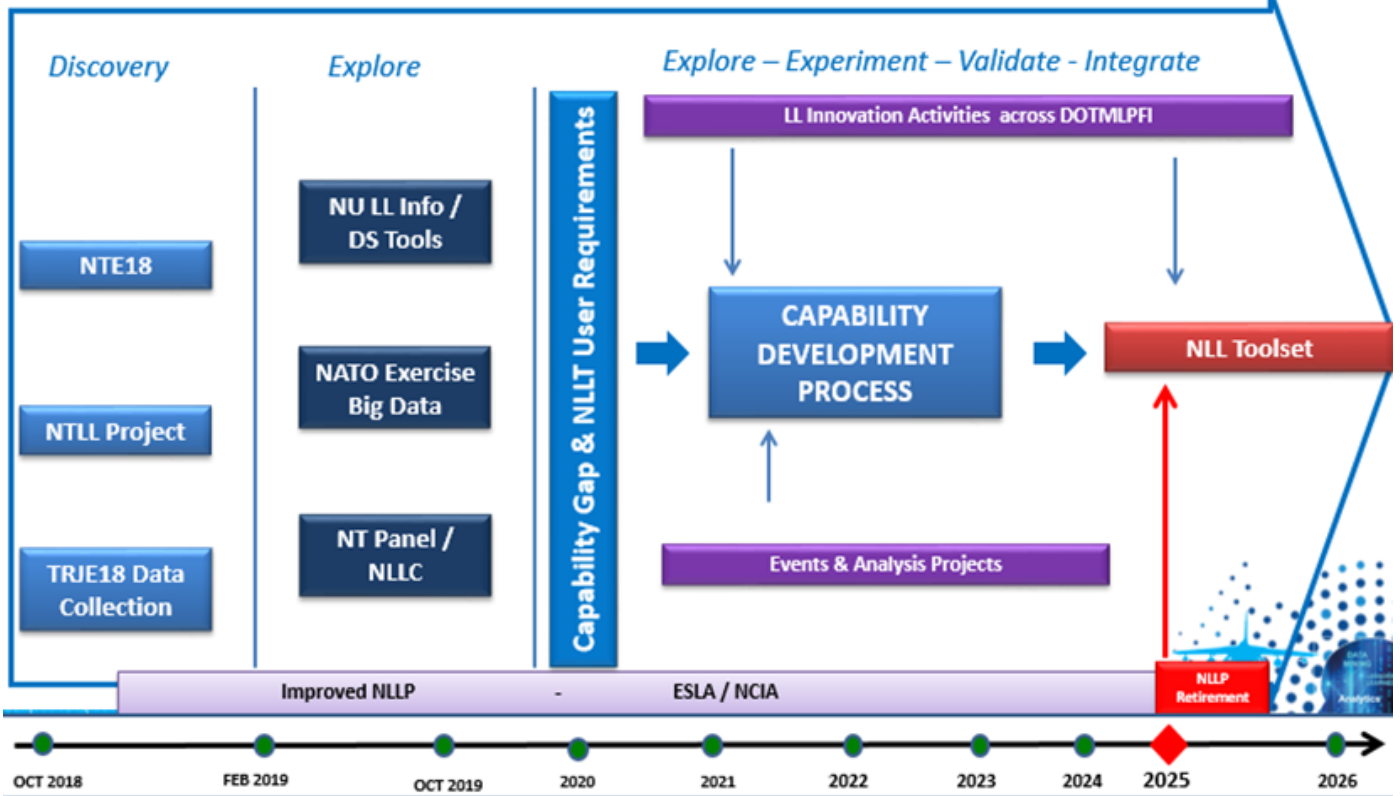 Discovery
Explore
Explore – Experiment – Validate - Integrate
LL Innovation Activities across DOTMLPFI
NTE18
NTLL Project
TRJE18 Data
Collection
NU LL Info /
DS Tools
NATO Exercise
Big Data
NT Panel /
NLLC
Capability Gap & NLLT User Requirements
CAPABILITY
DEVELOPMENT
PROCESS
NLL Toolset
Events & Analysis Projects
Improved NLLP - ESLA / NCIA
NLLP
Retirement
DATA
MINING
Analytics
OCT 2018
FEB 2019
OCT 2019
2020
2021
2022
2023
2024
2025
2026